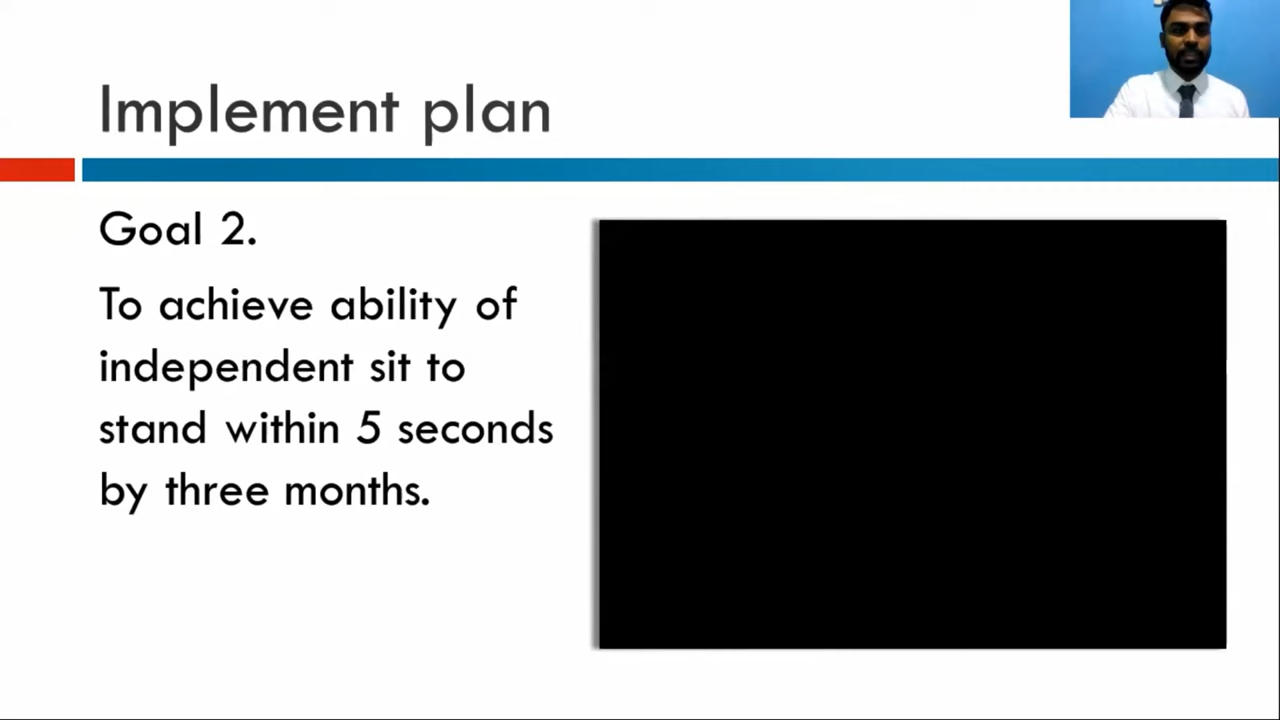 Implement plan
Goal 2.
To achieve ability of
independent sit to
stand within 5 seconds
by three months.